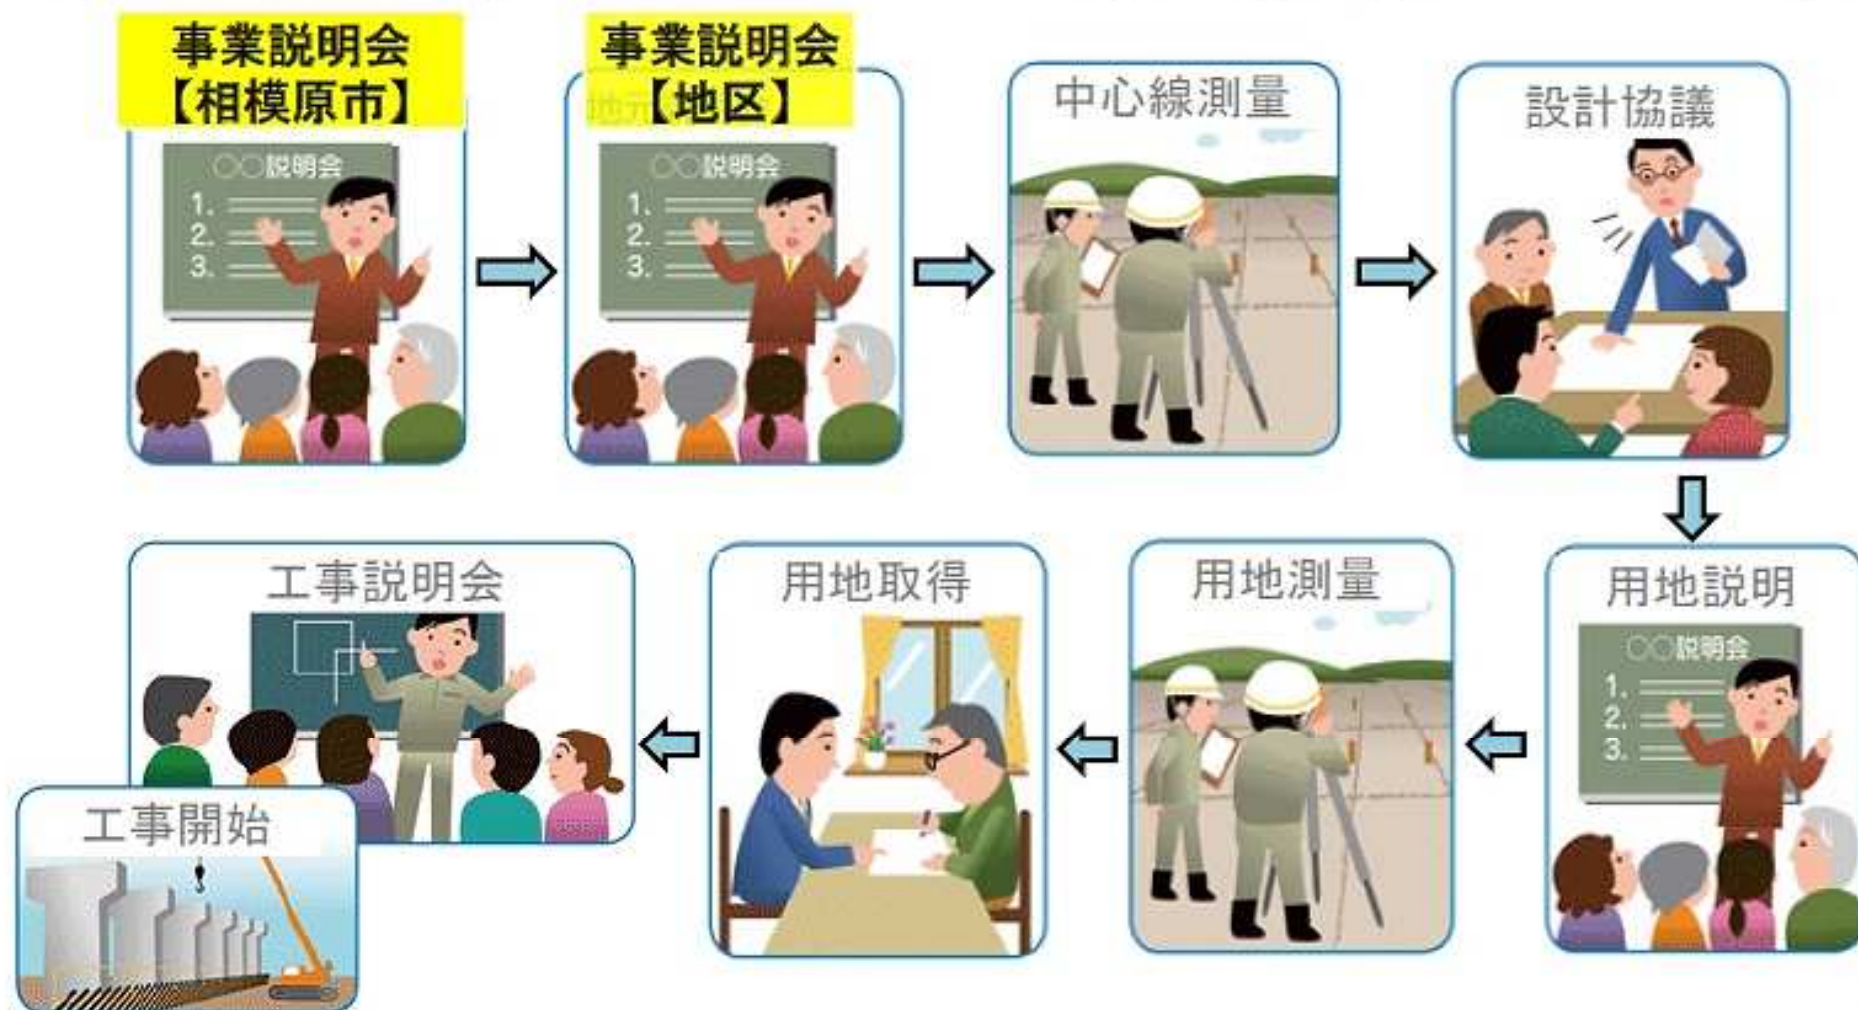 事業説明会
【相模原市】
○○説明会
1.
2.
3.
事業説明会
地元【地区】
○○説明会
1.
2.
3.
中心線測量
設計協議
用地説明
○○説明会
1.
2.
3.
用地測量
用地取得
工事説明会
工事開始